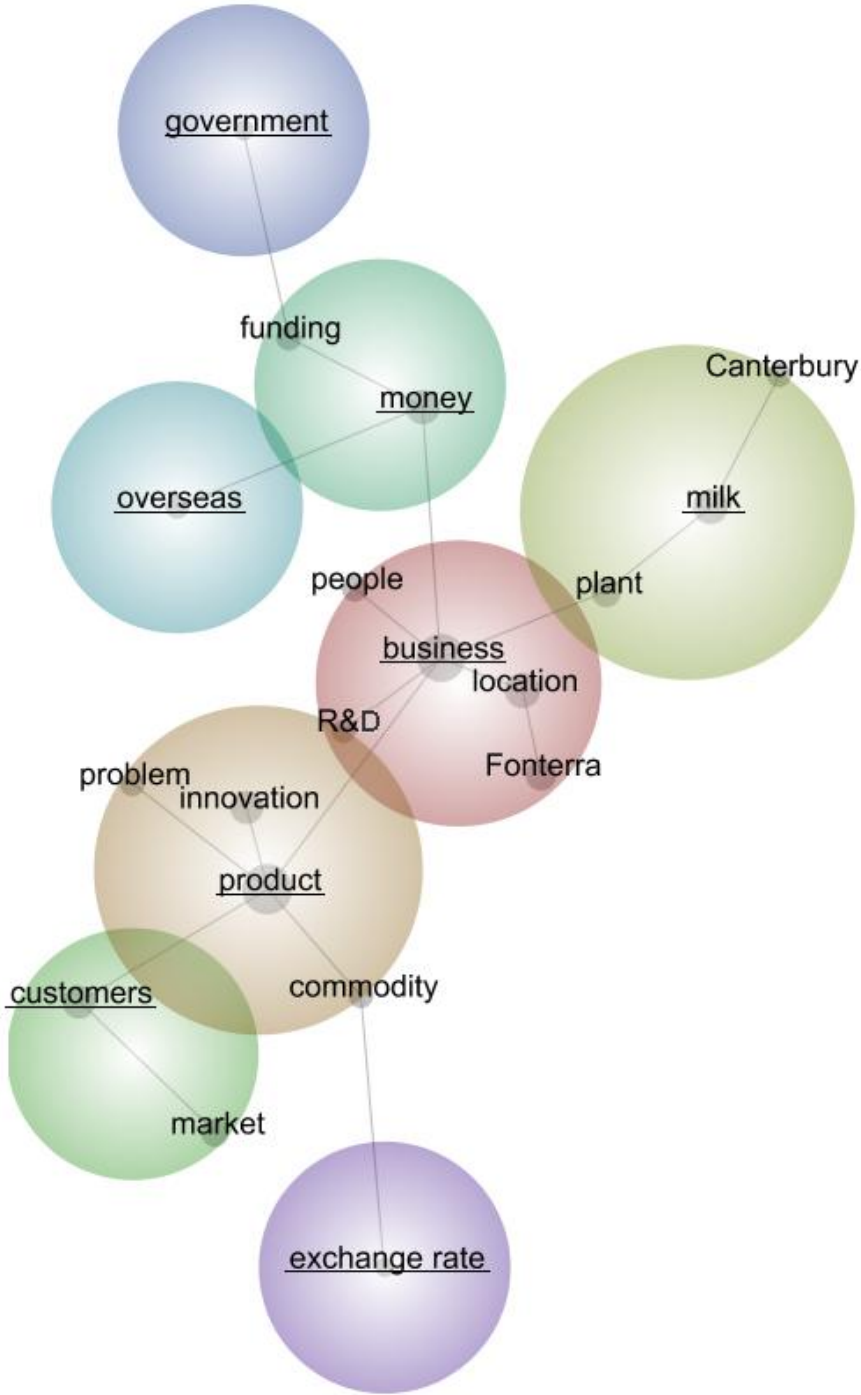 government
funding
Canterbury
money
overseas
milk
people
plant
business
location
R&D
Fonterra
problem
innovation
product
commodity
customers
market
exchange rate